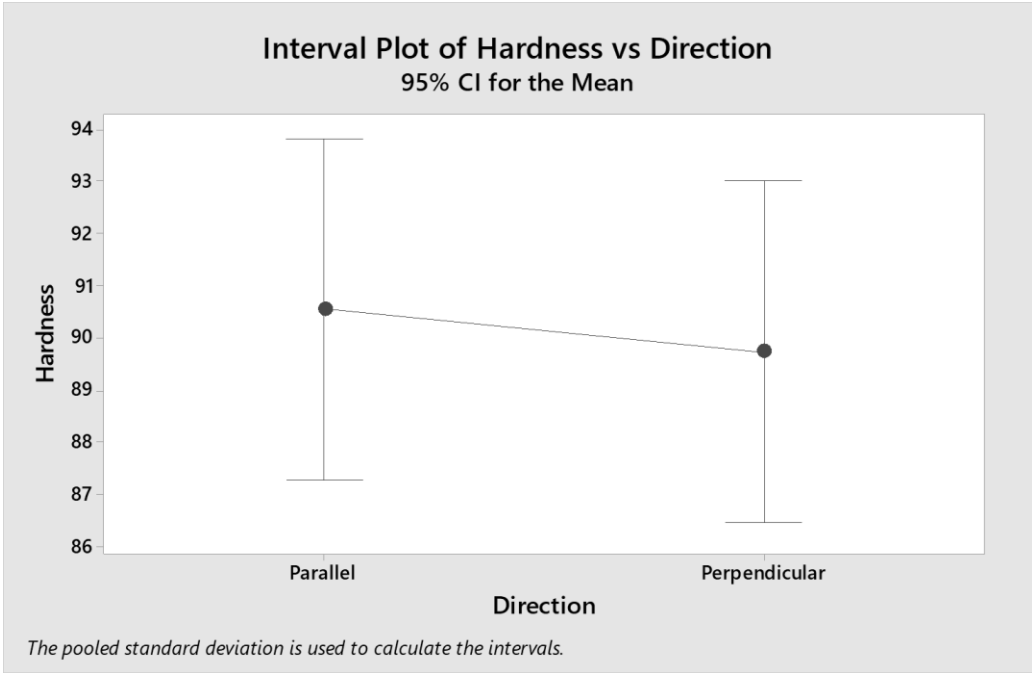 Interval Plot of Hardness vs Direction
95% CI for the Mean
94
93
92
91
90
89
88
87
86
Hardness
Parallel
Perpendicular
Direction
The pooled standard deviation is used to calculate the intervals.